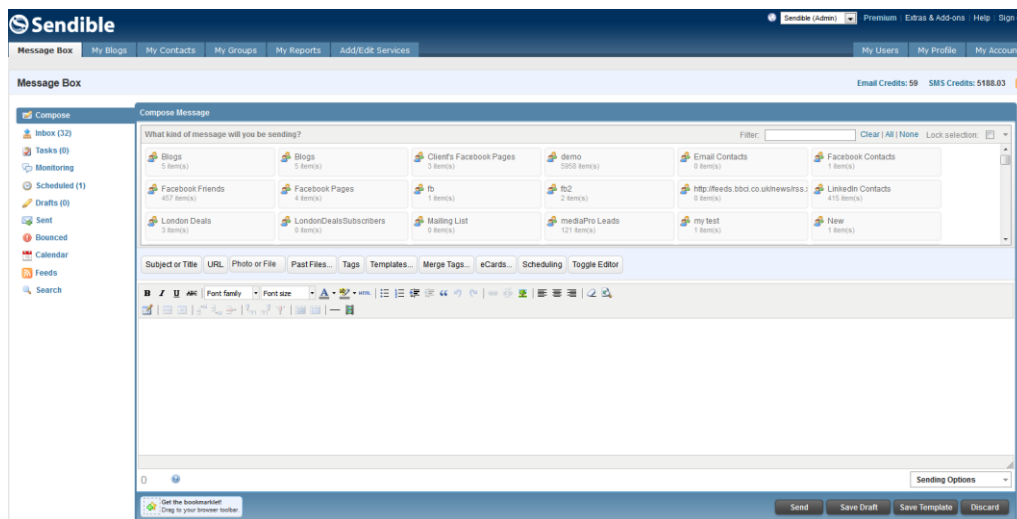 Sendible
Sendible (Admin) Premium | Extras & Add-ons | Help | Sign
Message Box My Blogs My Contacts My Groups My Reports Add/Edit Services My Users My Profile My Accoun
Message Box Email Credits: 59 SMS Credits: 5188.03
Compose
Inbox (32)
Tasks (0)
Monitoring
Scheduled (1)
Drafts (0)
Sent
Bounced
Calendar
Feeds
Search
Compose Message
What kind of message will you be sending? Filter: Clear | All | None Lock selection:
Blogs Blogs Client's Facebook Pages demo Email Contacts Facebook Contacts
5 item(s) 5 item(s) 3 item(s) 5958 item(s) 0 item(s) 1 item(s)
Facebook Friends Facebook Pages fb fb2 http://feeds.bbci.co.uk/news/rss. LinkedIn Contacts
457 item(s) 4 item(s) 1 item(s) 2 item(s) 0 item(s) 415 item(s)
London Deals LondonDealsSubscribers Mailing List mediaPro Leads my test New
3 item(s) 0 item(s) 0 item(s) 121 item(s) 1 item(s) 1 item(s)
Subject or Title URL Photo or File Past Files... Tags Templates... Merge Tags... eCards... Scheduling Toggle Editor
B I U ABC Font family Font size A HTML
0 Sending Options
Get the bookmarklet!
Drag to your browser toolbar.
Send Save Draft Save Template Discard